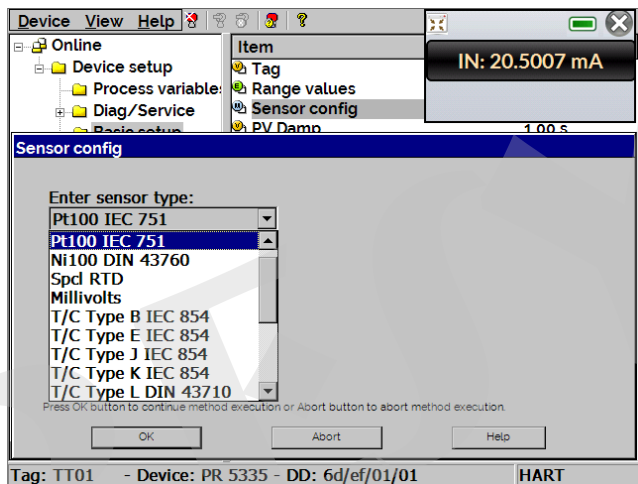 Device View Help
Online
Device setup
Process variable
Diag/Service
Basic setup
Item
Tag
Range values
Sensor config
PV Damp
1.00 s
IN: 20.5007 mA
Sensor config
Enter sensor type:
Pt100 IEC 751
Pt100 IEC 751
Ni100 DIN 43760
Spcl RTD
Millivolts
T/C Type B IEC 854
T/C Type E IEC 854
T/C Type J IEC 854
T/C Type K IEC 854
T/C Type L DIN 43710
Press OK button to continue method execution or Abort button to abort method execution.
OK Abort Help
Tag: TT01 - Device: PR 5335 - DD: 6d/ef/01/01 HART